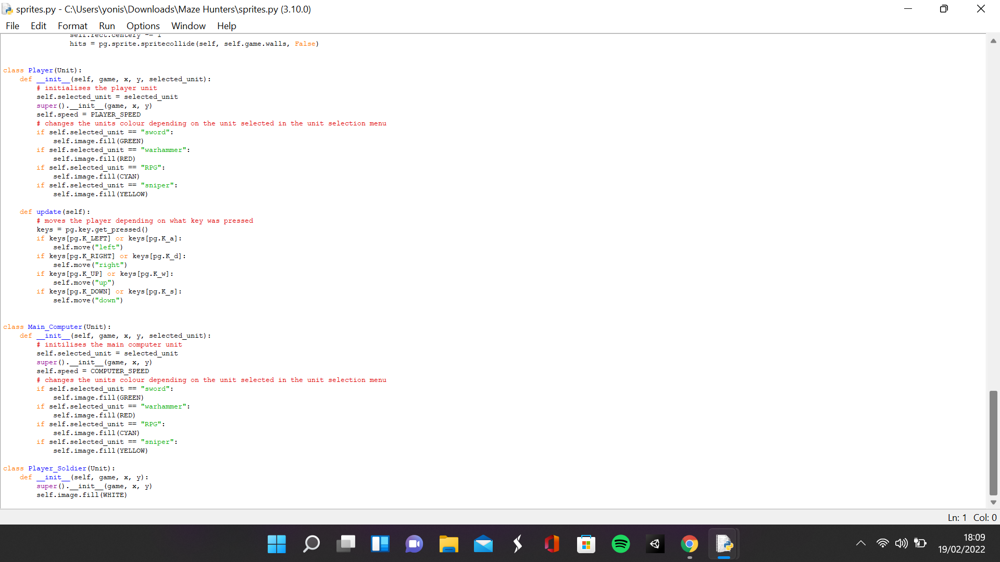 sprites.py - C:\Users\yonis\Downloads\Maze Hunters\sprites.py (3.10.0)
File Edit Format Run Options Window Help
self.rect.centery -= 1
hits = pg.sprite.spritecollide(self, self.game.walls, False)
class Player(Unit):
def __init__(self, game, x, y, selected_unit):
# initialises the player unit
self.selected_unit = selected_unit
super().__init__(game, x, y)
self.speed = PLAYER_SPEED
# changes the units colour depending on the unit selected in the unit selection menu
if self.selected_unit == "sword":
self.image.fill(GREEN)
if self.selected_unit == "warhammer":
self.image.fill(RED)
if self.selected_unit == "RPG":
self.image.fill(CYAN)
if self.selected_unit == "sniper":
self.image.fill(YELLOW)
def update(self):
# moves the player depending on what key was pressed
keys = pg.key.get_pressed()
if keys[pg.K_LEFT] or keys[pg.K_a]:
self.move("left")
if keys[pg.K_RIGHT] or keys[pg.K_d]:
self.move("right")
if keys[pg.K_UP] or keys[pg.K_w]:
self.move("up")
if keys[pg.K_DOWN] or keys[pg.K_s]:
self.move("down")
class Main_Computer(Unit):
def __init__(self, game, x, y, selected_unit):
# initilises the main computer unit
self.selected_unit = selected_unit
super().__init__(game, x, y)
self.speed = COMPUTER_SPEED
# changes the units colour depending on the unit selected in the unit selection menu
if self.selected_unit == "sword":
self.image.fill(GREEN)
if self.selected_unit == "warhammer":
self.image.fill(RED)
if self.selected_unit == "RPG":
self.image.fill(CYAN)
if self.selected_unit == "sniper":
self.image.fill(YELLOW)
class Player_Soldier(Unit):
def __init__(self, game, x, y):
super().__init__(game, x, y)
self.image.fill(WHITE)
Ln: 1 Col: 0
18:09
19/02/2022